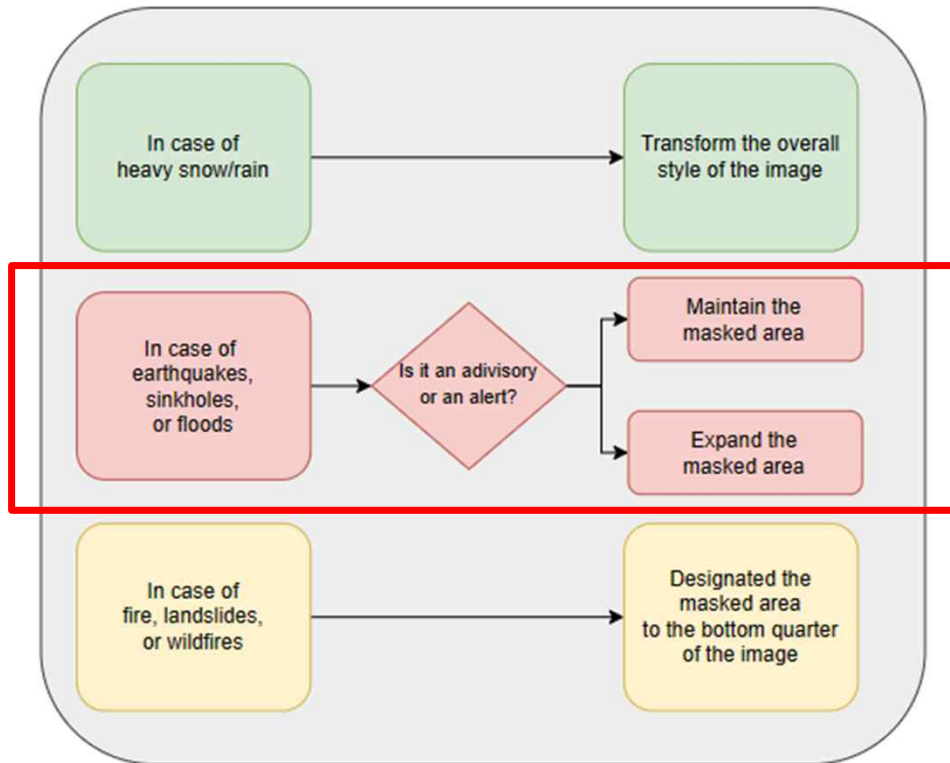 In case of
heavy snow/rain
Transform the overall
style of the image
In case of
earthquakes,
sinkholes,
or floods
Is it an adivisory
or an alert?
Maintain the
masked area
Expand the
masked area
In case of
fire, landslides,
or wildfires
Designated the
masked area
to the bottom quarter
of the image